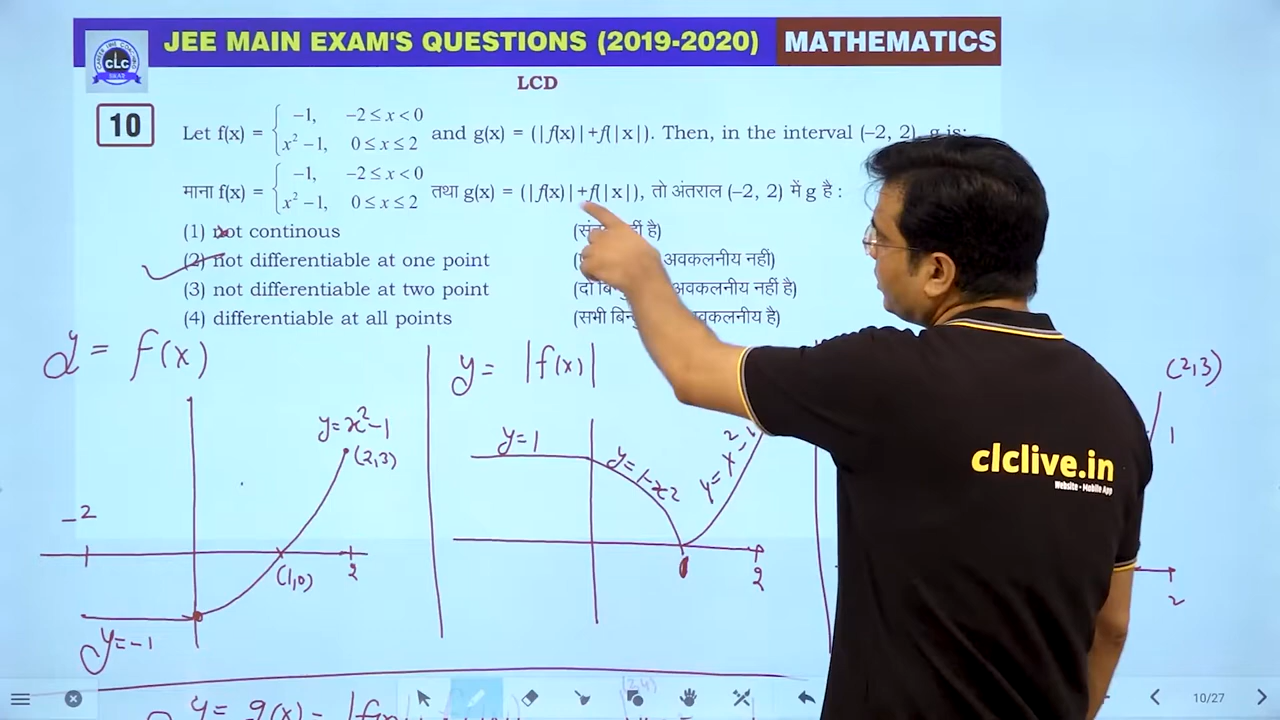 JEE MAIN EXAM'S QUESTIONS (2019-2020) MATHEMATICS
CLC
SIKAR
LCD
10
Let f(x) = { −1, −2 ≤ x < 0
x² −1, 0 ≤ x ≤ 2 and g(x) = (|f(x)|+f(|x|). Then, in the interval (−2, 2), g is:
माना f(x) = { −1, −2 ≤ x < 0
x² −1, 0 ≤ x ≤ 2 तथा g(x) = (|f(x)|+f(|x|), तो अंतराल (−2, 2) में g है :
(1) not continous है)
(2) not differentiable at one point अवकलनीय नहीं)
(3) not differentiable at two point अवकलनीय नहीं है)
(4) differentiable at all points अवकलनीय है)
y = f(x)
y = |f(x)|
(2,3)
y=x²−1
(2,3)
−2
(1,0)
2
y=−1
y=1
y=1−x²
y=x²−1
1
2
1
2
clclive.in
Website - Mobile App
y = g(x) =
10/27